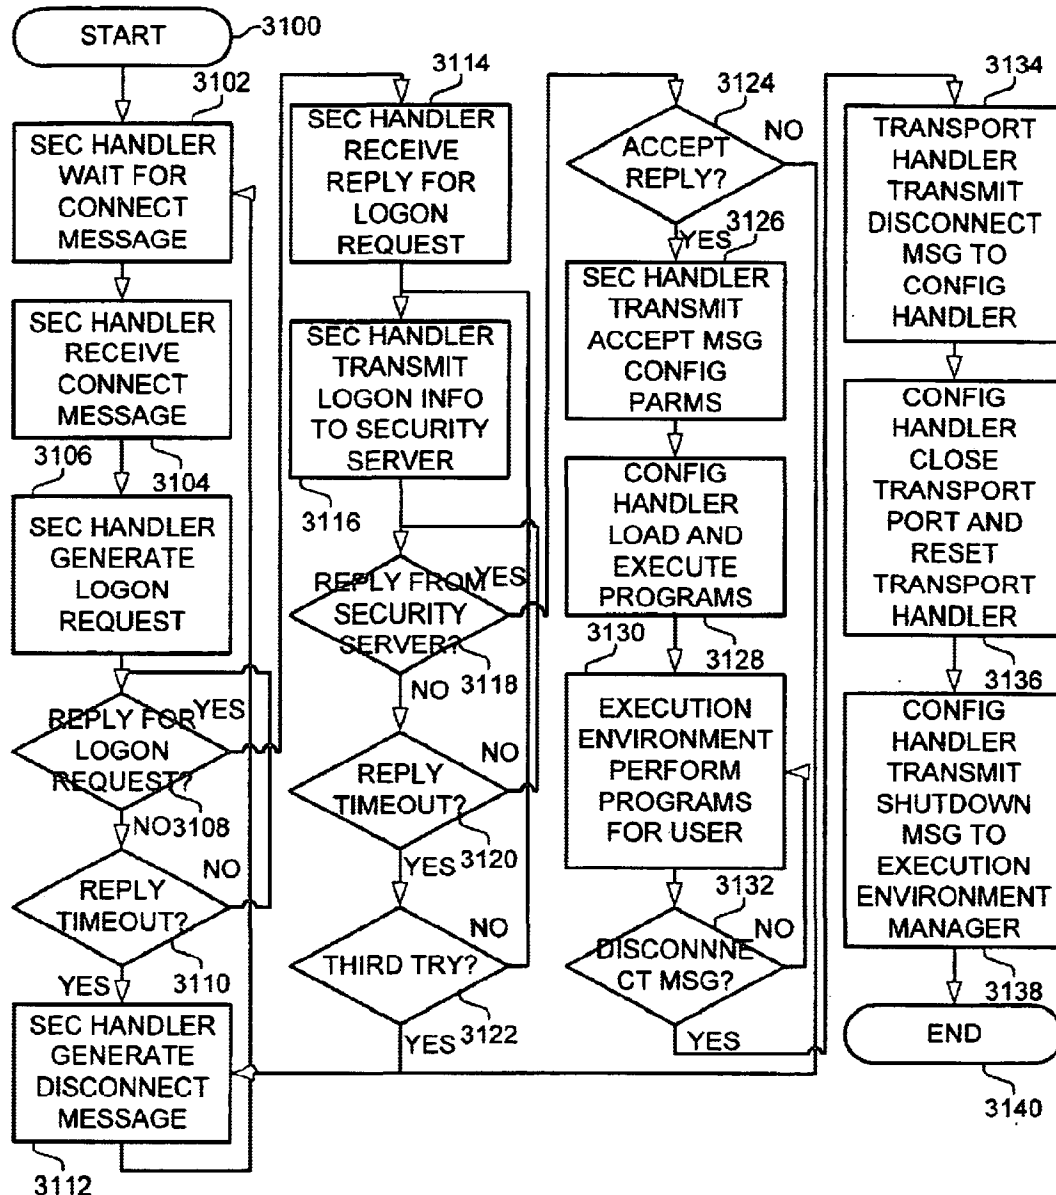 START
3100
3102
SEC HANDLER
WAIT FOR
CONNECT
MESSAGE
SEC HANDLER
RECEIVE
CONNECT
MESSAGE
3104
3106
SEC HANDLER
GENERATE
LOGON
REQUEST
REPLY FOR
LOGON
REQUEST?
YES
NO
3108
REPLY
TIMEOUT?
NO
3110
YES
SEC HANDLER
GENERATE
DISCONNECT
MESSAGE
3112
3114
SEC HANDLER
RECEIVE
REPLY FOR
LOGON
REQUEST
SEC HANDLER
TRANSMIT
LOGON INFO
TO SECURITY
SERVER
3116
REPLY FROM
SECURITY
SERVER?
YES
3118
NO
REPLY
TIMEOUT?
NO
3120
YES
THIRD TRY?
NO
3122
YES
3124
ACCEPT
REPLY?
NO
YES
3126
SEC HANDLER
TRANSMIT
ACCEPT MSG
CONFIG
PARMS
CONFIG
HANDLER
LOAD AND
EXECUTE
PROGRAMS
3128
3130
EXECUTION
ENVIRONMENT
PERFORM
PROGRAMS
FOR USER
3132
DISCONNNE
CT MSG?
NO
YES
3134
TRANSPORT
HANDLER
TRANSMIT
DISCONNECT
MSG TO
CONFIG
HANDLER
CONFIG
HANDLER
CLOSE
TRANSPORT
PORT AND
RESET
TRANSPORT
HANDLER
3136
CONFIG
HANDLER
TRANSMIT
SHUTDOWN
MSG TO
EXECUTION
ENVIRONMENT
MANAGER
3138
END
3140